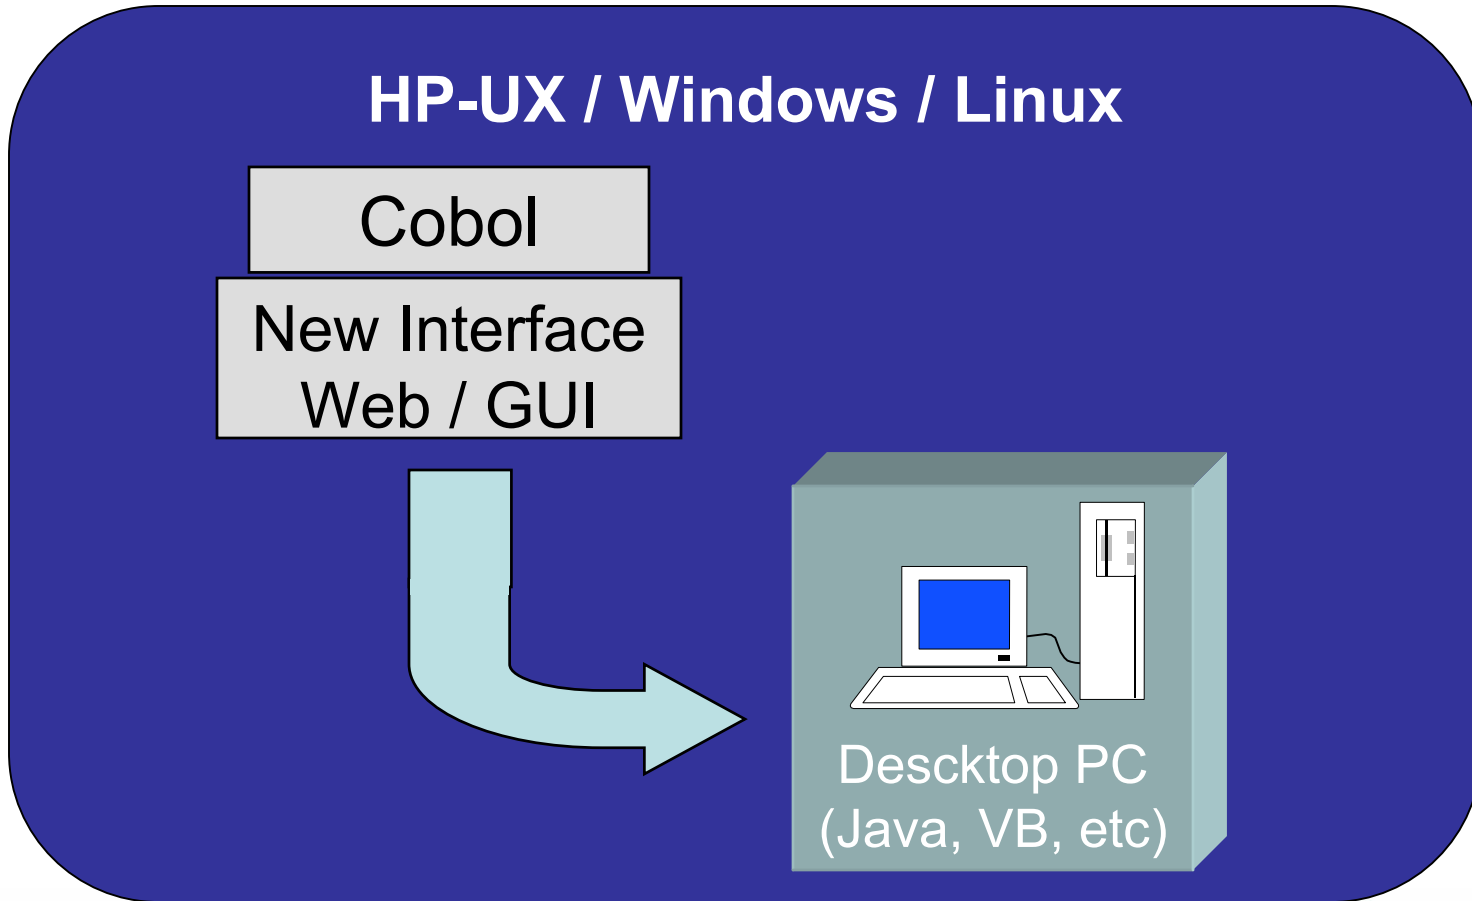 HP-UX / Windows / Linux
Cobol
New Interface
Web / GUI
Descktop PC
(Java, VB, etc)